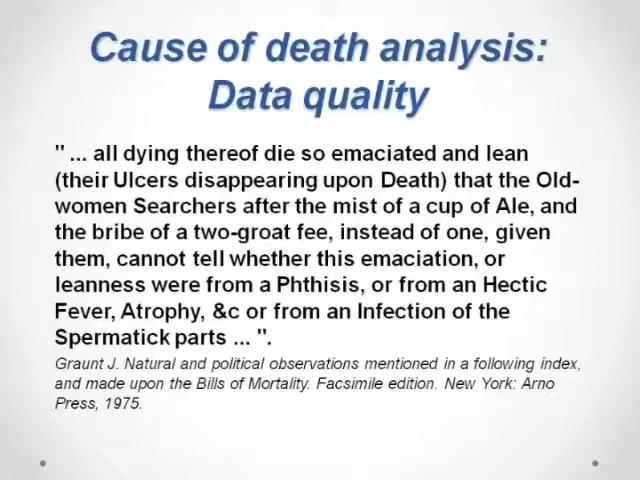 Cause of death analysis:
Data quality
" ... all dying thereof die so emaciated and lean
(their Ulcers disappearing upon Death) that the Old-
women Searchers after the mist of a cup of Ale, and
the bribe of a two-groat fee, instead of one, given
them, cannot tell whether this emaciation, or
leanness were from a Phthisis, or from an Hectic
Fever, Atrophy, &c or from an Infection of the
Spermatick parts ... ".
Graunt J. Natural and political observations mentioned in a following index,
and made upon the Bills of Mortality. Facsimile edition. New York: Arno
Press, 1975.